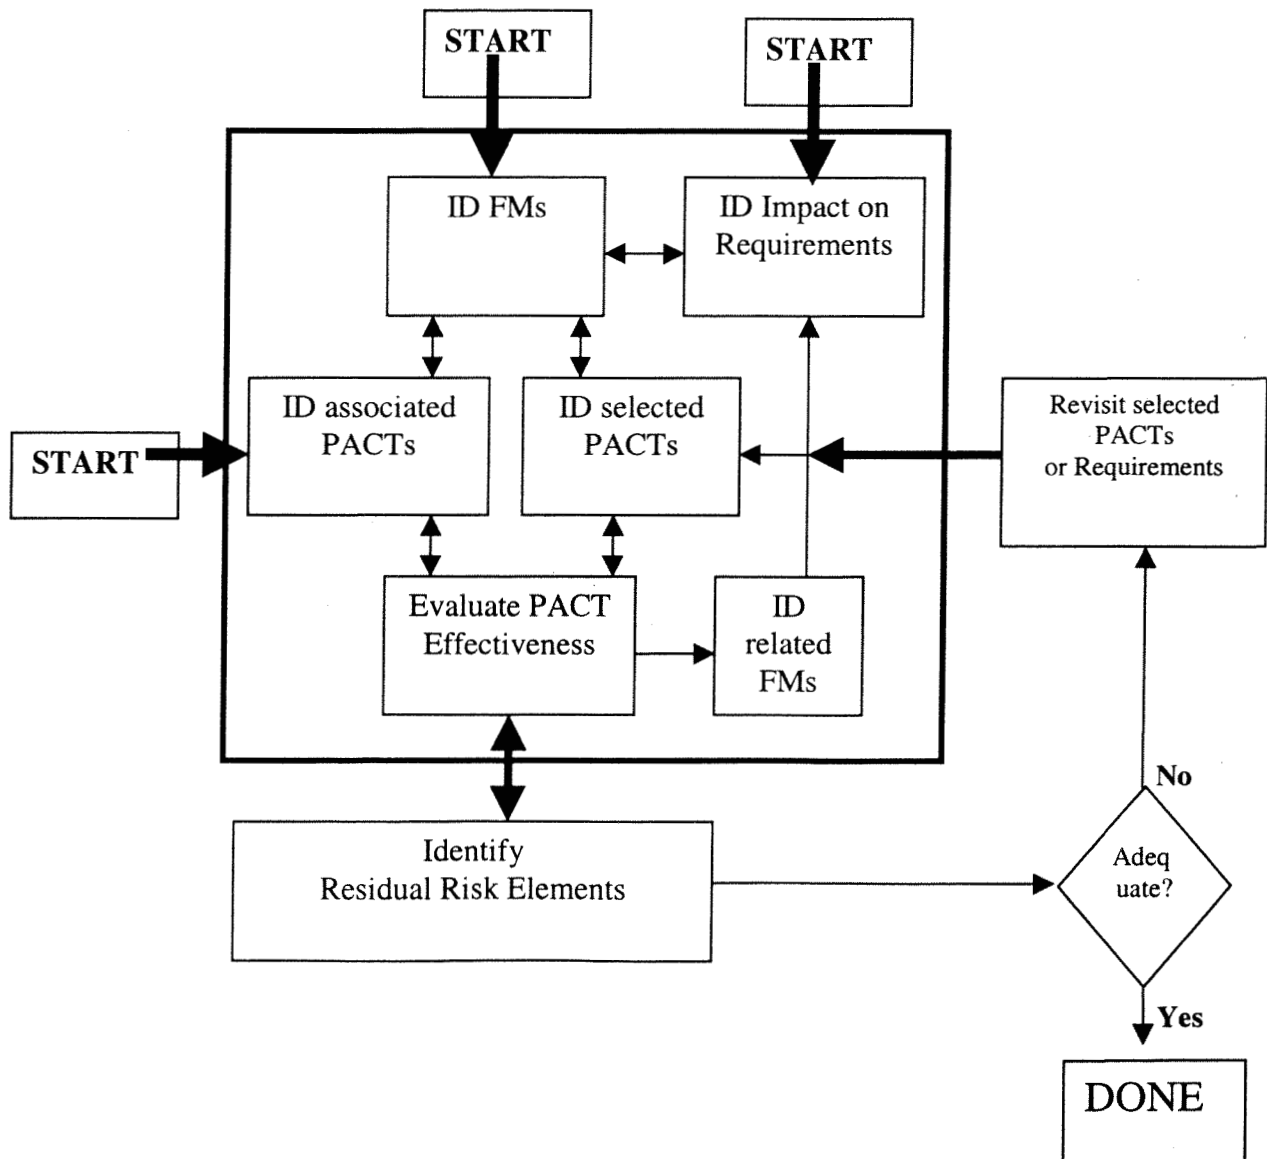 START
START
ID FMs
ID Impact on
Requirements
ID associated
PACTs
ID selected
PACTs
Revisit selected
PACTs
or Requirements
START
Evaluate PACT
Effectiveness
ID
related
FMs
No
Identify
Residual Risk Elements
Adeq
uate?
Yes
DONE